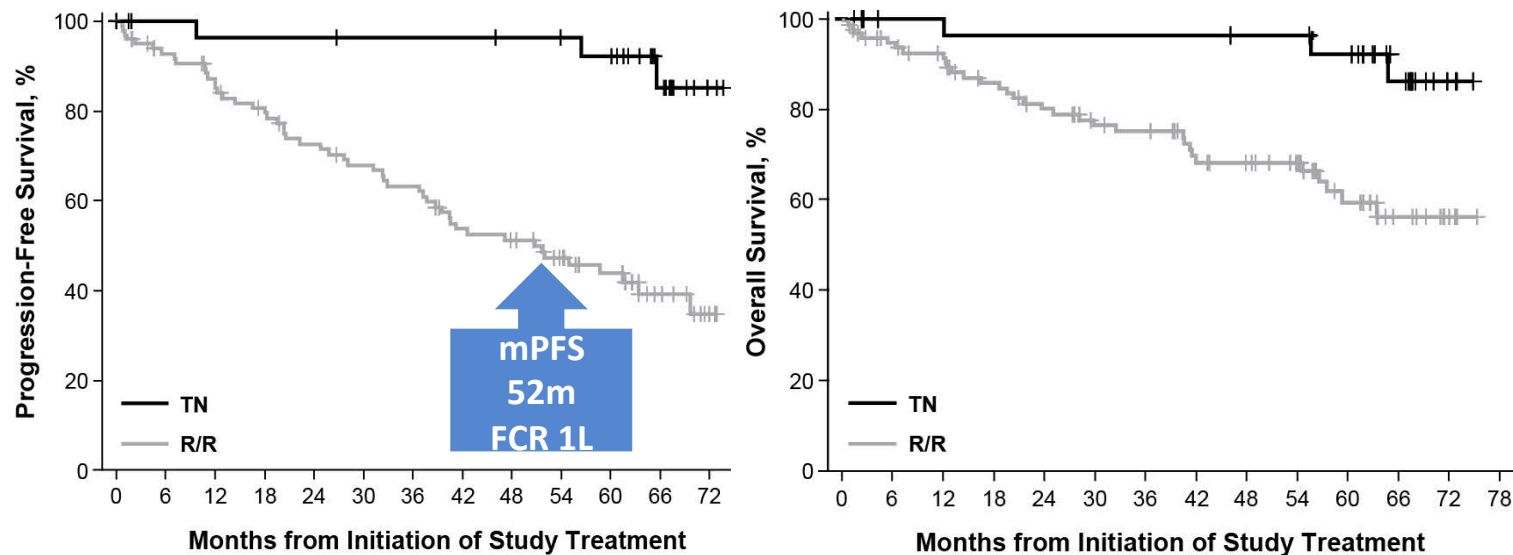 Progression-Free Survival, %
100
80
60
40
20
0
TN
R/R
mPFS
52m
FCR 1L
0 6 12 18 24 30 36 42 48 54 60 66 72
Months from Initiation of Study Treatment
Overall Survival, %
100
80
60
40
20
0
TN
R/R
0 6 12 18 24 30 36 42 48 54 60 66 72 78
Months from Initiation of Study Treatment